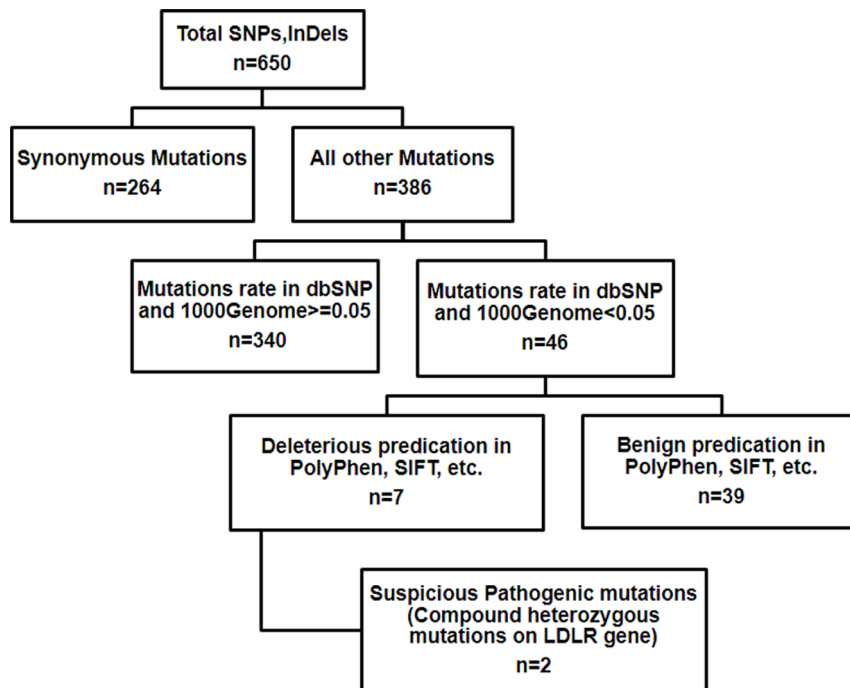 Total SNPs,InDels
n=650
Synonymous Mutations
n=264
All other Mutations
n=386
Mutations rate in dbSNP
and 1000Genome>=0.05
n=340
Mutations rate in dbSNP
and 1000Genome<0.05
n=46
Deleterious predication in
PolyPhen, SIFT, etc.
n=7
Benign predication in
PolyPhen, SIFT, etc.
n=39
Suspicious Pathogenic mutations
(Compound heterozygous
mutations on LDLR gene)
n=2